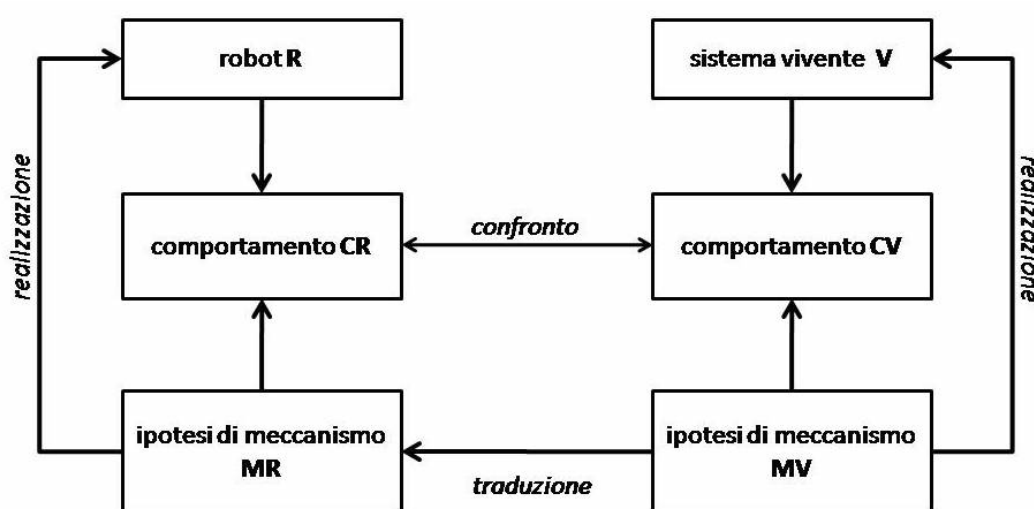 robot R
sistema vivente V
realizzazione
realizzazione
comportamento CR
confronto
comportamento CV
ipotesi di meccanismo
MR
traduzione
ipotesi di meccanismo
MV